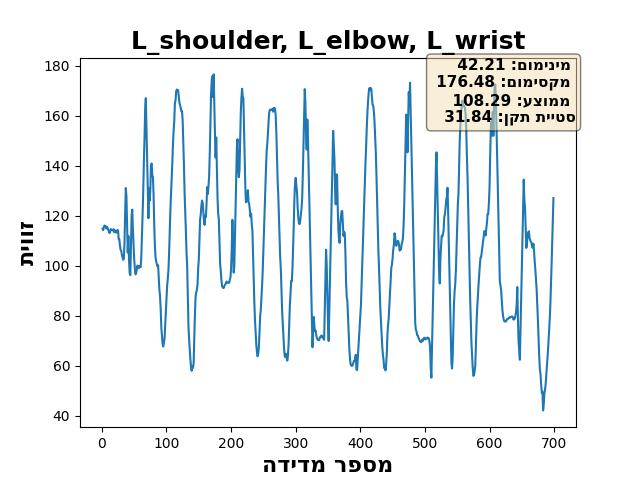 L_shoulder, L_elbow, L_wrist
מינימום: 42.21
מקסימום: 176.48
ממוצע: 108.29
סטיית תקן: 31.84
180
160
140
120
100
80
60
40
זווית
0 100 200 300 400 500 600 700
מספר מדידה